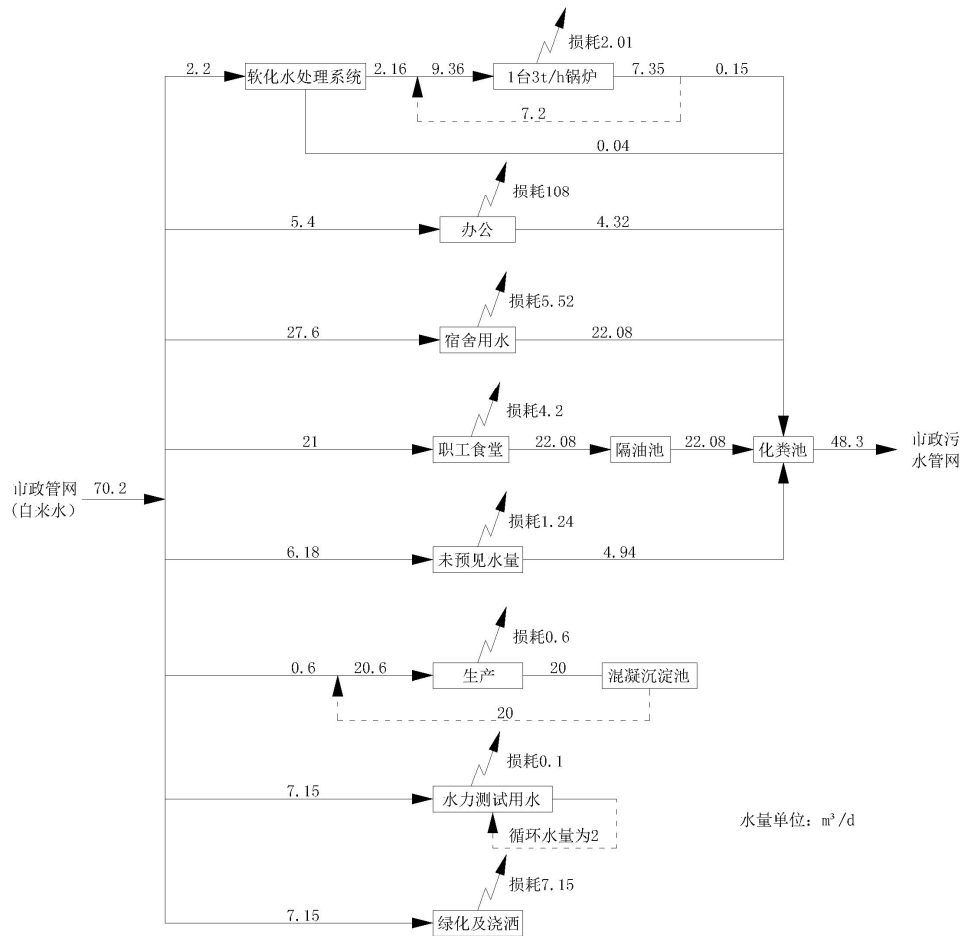 损耗2.01
2.2
软化水处理系统
2.16
9.36
1台3t/h锅炉
7.35
0.15
7.2
0.04
损耗108
5.4
办公
4.32
损耗5.52
27.6
宿舍用水
22.08
损耗4.2
21
职工食堂
22.08
隔油池
22.08
化粪池
48.3
市政污
水管网
市政管网
(白来水)
70.2
损耗1.24
6.18
未预见水量
4.94
损耗0.6
0.6
20.6
生产
20
混凝沉淀池
20
损耗0.1
7.15
水力测试用水
循环水量为2
水量单位：m³/d
损耗7.15
7.15
绿化及浇洒